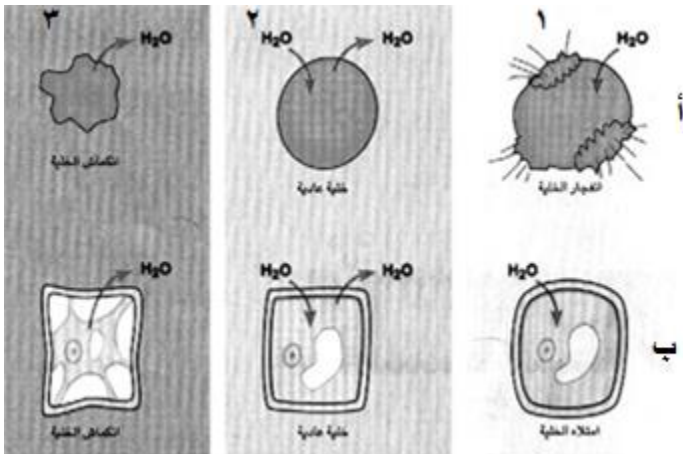 ١
٢
٣
أ
H₂O
H₂O
H₂O
H₂O
انفجار الخلية
خلية عادية
انكماش الخلية
ب
H₂O
H₂O
H₂O
H₂O
امتلاء الخلية
خلية عادية
انكماش الخلية